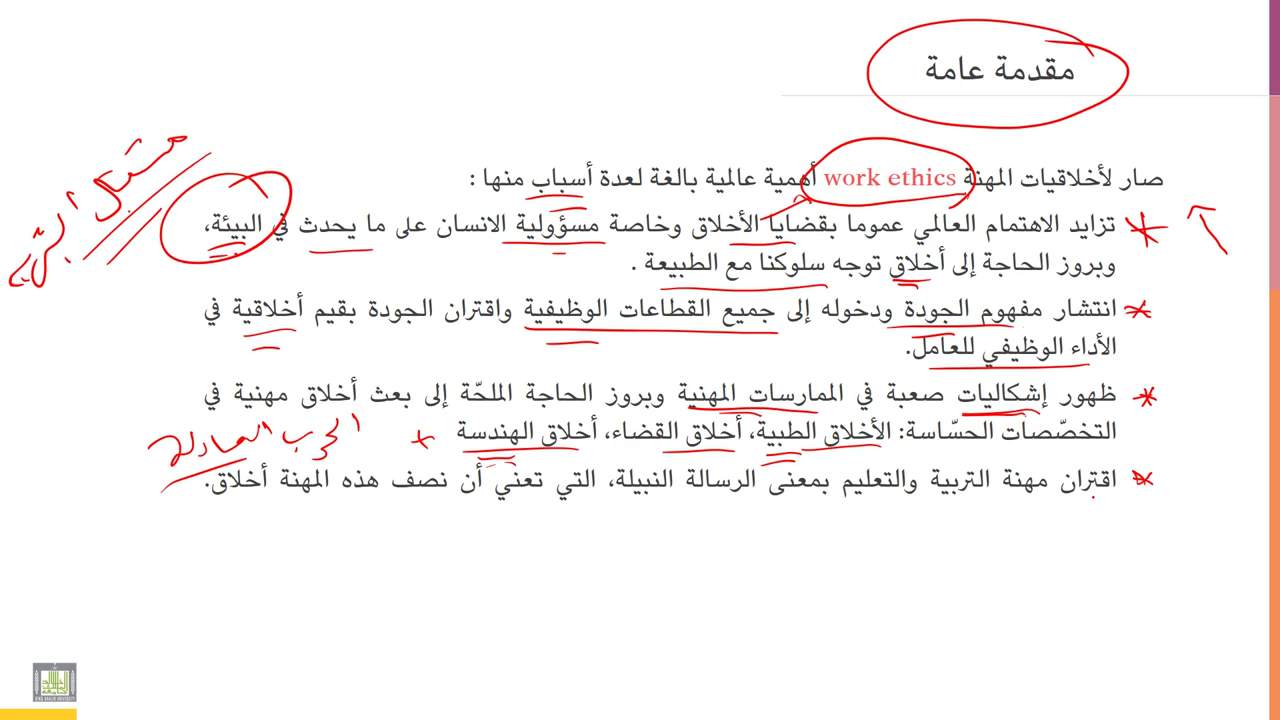 مقدمة عامة
صار لأخلاقيات المهنة work ethics أهمية عالمية بالغة لعدة أسباب منها :
تزايد الاهتمام العالمي عموما بقضايا الأخلاق وخاصة مسؤولية الانسان على ما يحدث في البيئة،
وبروز الحاجة إلى أخلاق توجه سلوكنا مع الطبيعة .
انتشار مفهوم الجودة ودخوله إلى جميع القطاعات الوظيفية واقتران الجودة بقيم أخلاقية في
الأداء الوظيفي للعامل.
ظهور إشكاليات صعبة في الممارسات المهنية وبروز الحاجة الملحّة إلى بعث أخلاق مهنية في
التخصّصات الحسّاسة: الأخلاق الطبية، أخلاق القضاء، أخلاق الهندسة
الحرب العادلة
اقتران مهنة التربية والتعليم بمعنى الرسالة النبيلة، التي تعني أن نصف هذه المهنة أخلاق.